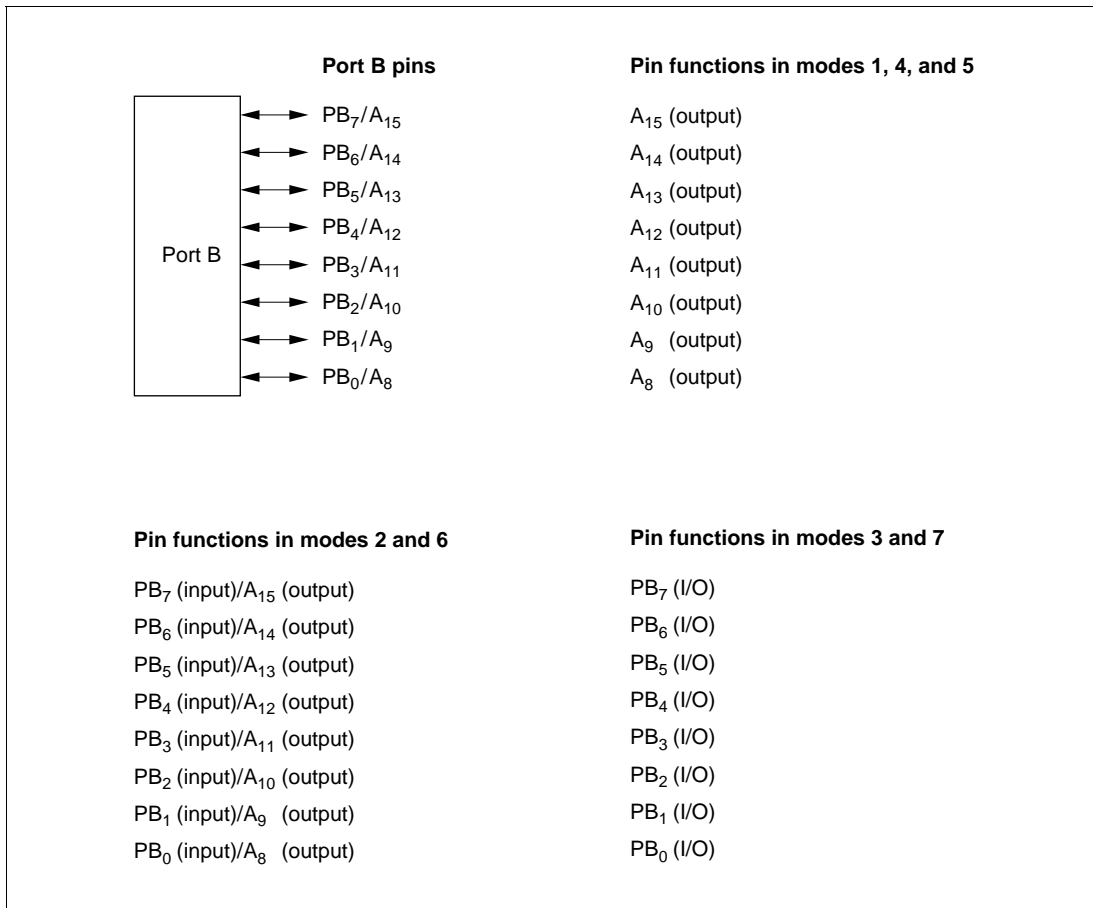 Port B pins
Pin functions in modes 1, 4, and 5
Port B
PB7/A15
PB6/A14
PB5/A13
PB4/A12
PB3/A11
PB2/A10
PB1/A9
PB0/A8
A15 (output)
A14 (output)
A13 (output)
A12 (output)
A11 (output)
A10 (output)
A9 (output)
A8 (output)
Pin functions in modes 2 and 6
PB7 (input)/A15 (output)
PB6 (input)/A14 (output)
PB5 (input)/A13 (output)
PB4 (input)/A12 (output)
PB3 (input)/A11 (output)
PB2 (input)/A10 (output)
PB1 (input)/A9 (output)
PB0 (input)/A8 (output)
Pin functions in modes 3 and 7
PB7 (I/O)
PB6 (I/O)
PB5 (I/O)
PB4 (I/O)
PB3 (I/O)
PB2 (I/O)
PB1 (I/O)
PB0 (I/O)